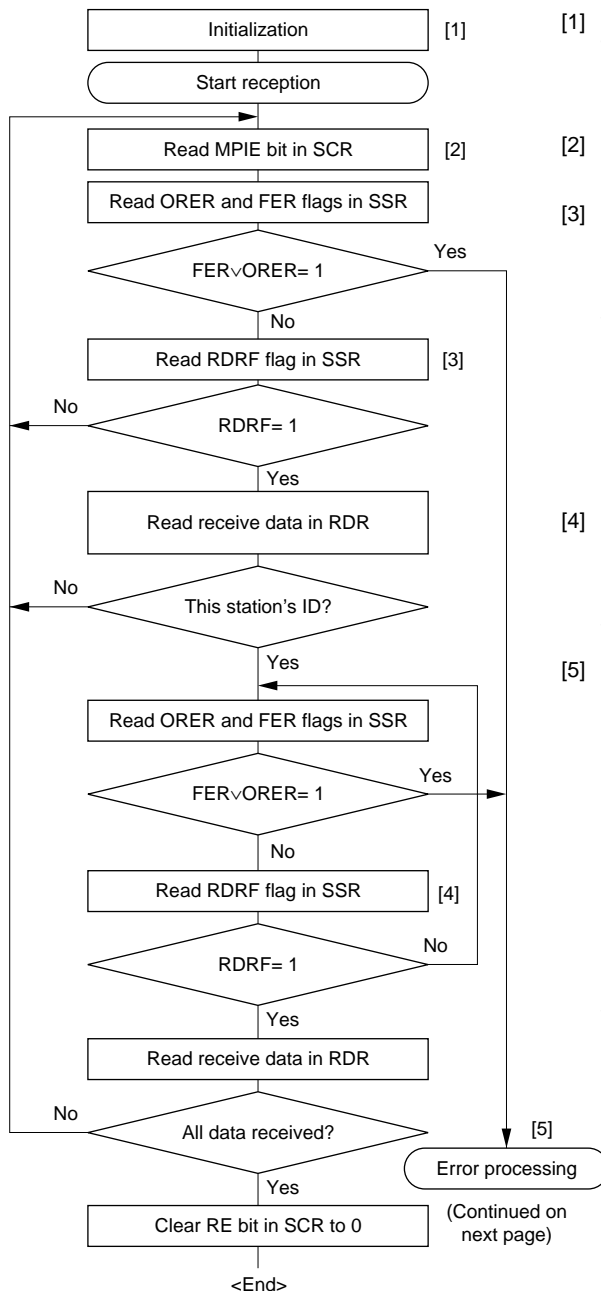 Initialization [1] [1]
Start reception
Read MPIE bit in SCR [2] [2]
Read ORER and FER flags in SSR [3]
FER∨ORER= 1
Yes
No
Read RDRF flag in SSR [3]
No
RDRF= 1
Yes
Read receive data in RDR [4]
No
This station's ID?
Yes
[5]
Read ORER and FER flags in SSR
FER∨ORER= 1
Yes
No
Read RDRF flag in SSR [4]
RDRF= 1
No
Yes
Read receive data in RDR
No
All data received?
[5]
Error processing
Yes
(Continued on
next page)
Clear RE bit in SCR to 0
<End>